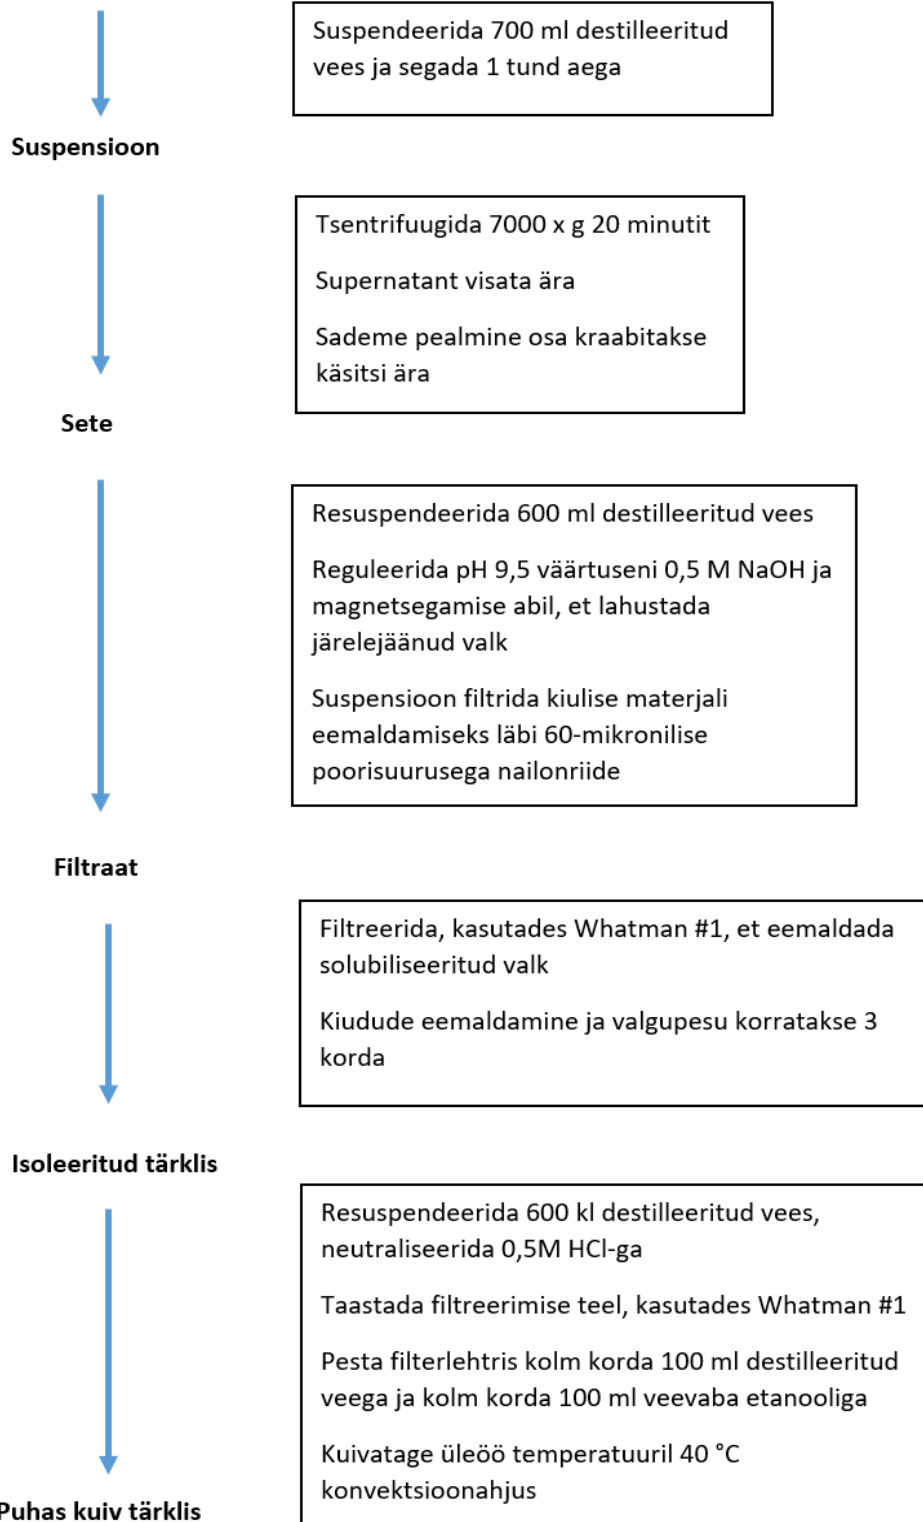 Suspendeerida 700 ml destilleeritud
vees ja segada 1 tund aega
Suspensioon
Tsentrifuugida 7000 x g 20 minutit
Supernatant visata ära
Sademe pealmine osa kraabitakse
käsitsi ära
Sete
Resuspendeerida 600 ml destilleeritud vees
Reguleerida pH 9,5 väärtuseni 0,5 M NaOH ja
magnetsegamise abil, et lahustada
järelejäänud valk
Suspensioon filtrida kiulise materjali
eemaldamiseks läbi 60-mikronilise
poorisuurusega nailonriide
Filtraat
Filtreerida, kasutades Whatman #1, et eemaldada
solubiliseeritud valk
Kiudude eemaldamine ja valgupesu korratakse 3
korda
Isoleeritud tärklis
Resuspendeerida 600 kl destilleeritud vees,
neutraliseerida 0,5M HCl-ga
Taastada filtreerimise teel, kasutades Whatman #1
Pesta filterlehtris kolm korda 100 ml destilleeritud
veega ja kolm korda 100 ml veevaba etanooliga
Kuivatage üleöö temperatuuril 40 °C
konvektsioonahjus
Puhas kuiv tärklis